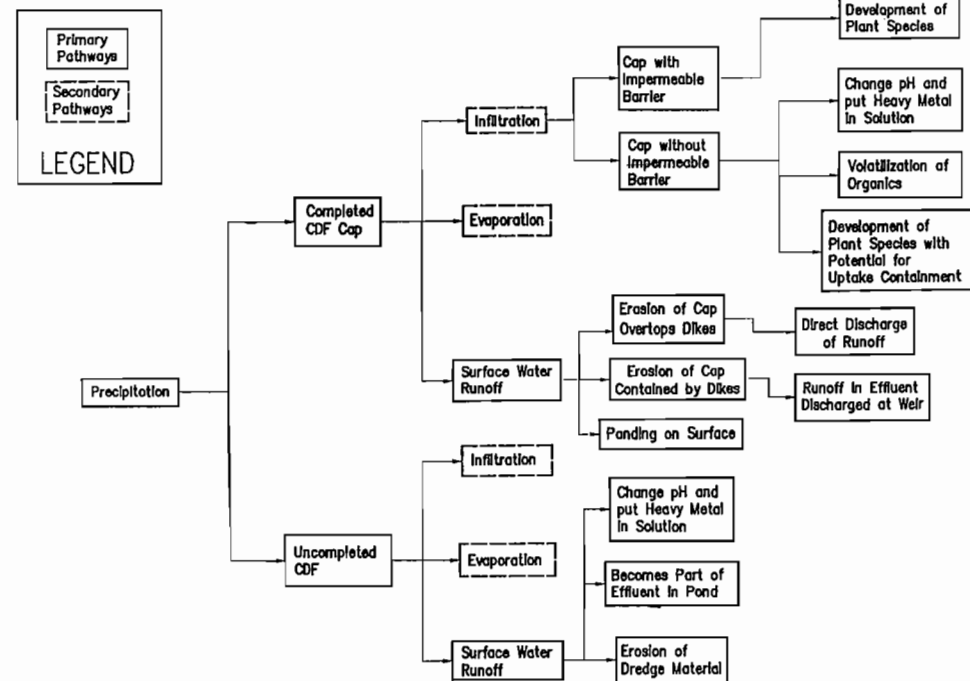 Primary
Pathways
Secondary
Pathways
LEGEND
Precipitation
Completed
CDF Cap
Uncompleted
CDF
Infiltration
Evaporation
Surface Water
Runoff
Infiltration
Evaporation
Surface Water
Runoff
Cap with
Impermeable
Barrier
Cap without
Impermeable
Barrier
Erosion of Cap
Overtops Dikes
Erosion of Cap
Contained by Dikes
Panding on Surface
Change pH and
put Heavy Metal
in Solution
Becomes Part of
Effluent in Pond
Erosion of
Dredge Material
Development of
Plant Species
Change pH and
put Heavy Metal
in Solution
Volatilization of
Organics
Development of
Plant Species with
Potential for
Uptake Containment
Direct Discharge
of Runoff
Runoff in Effluent
Discharged at Weir